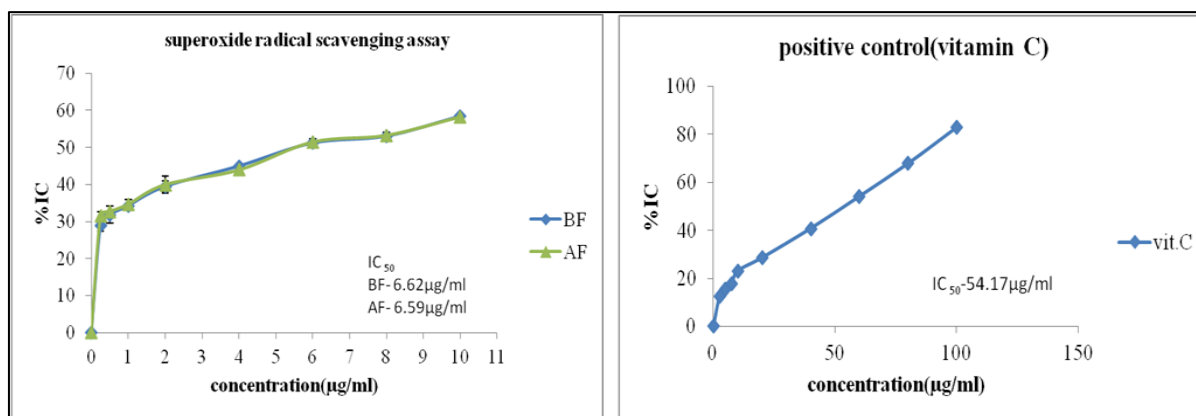 superoxide radical scavenging assay
70
60
50
40
30
20
10
0
%IC
0 1 2 3 4 5 6 7 8 9 10 11
concentration(µg/ml)
IC50
BF- 6.62µg/ml
AF- 6.59µg/ml
BF
AF
positive control(vitamin C)
100
80
60
40
20
0
%IC
0 50 100 150
concentration(µg/ml)
IC50-54.17µg/ml
vit.C